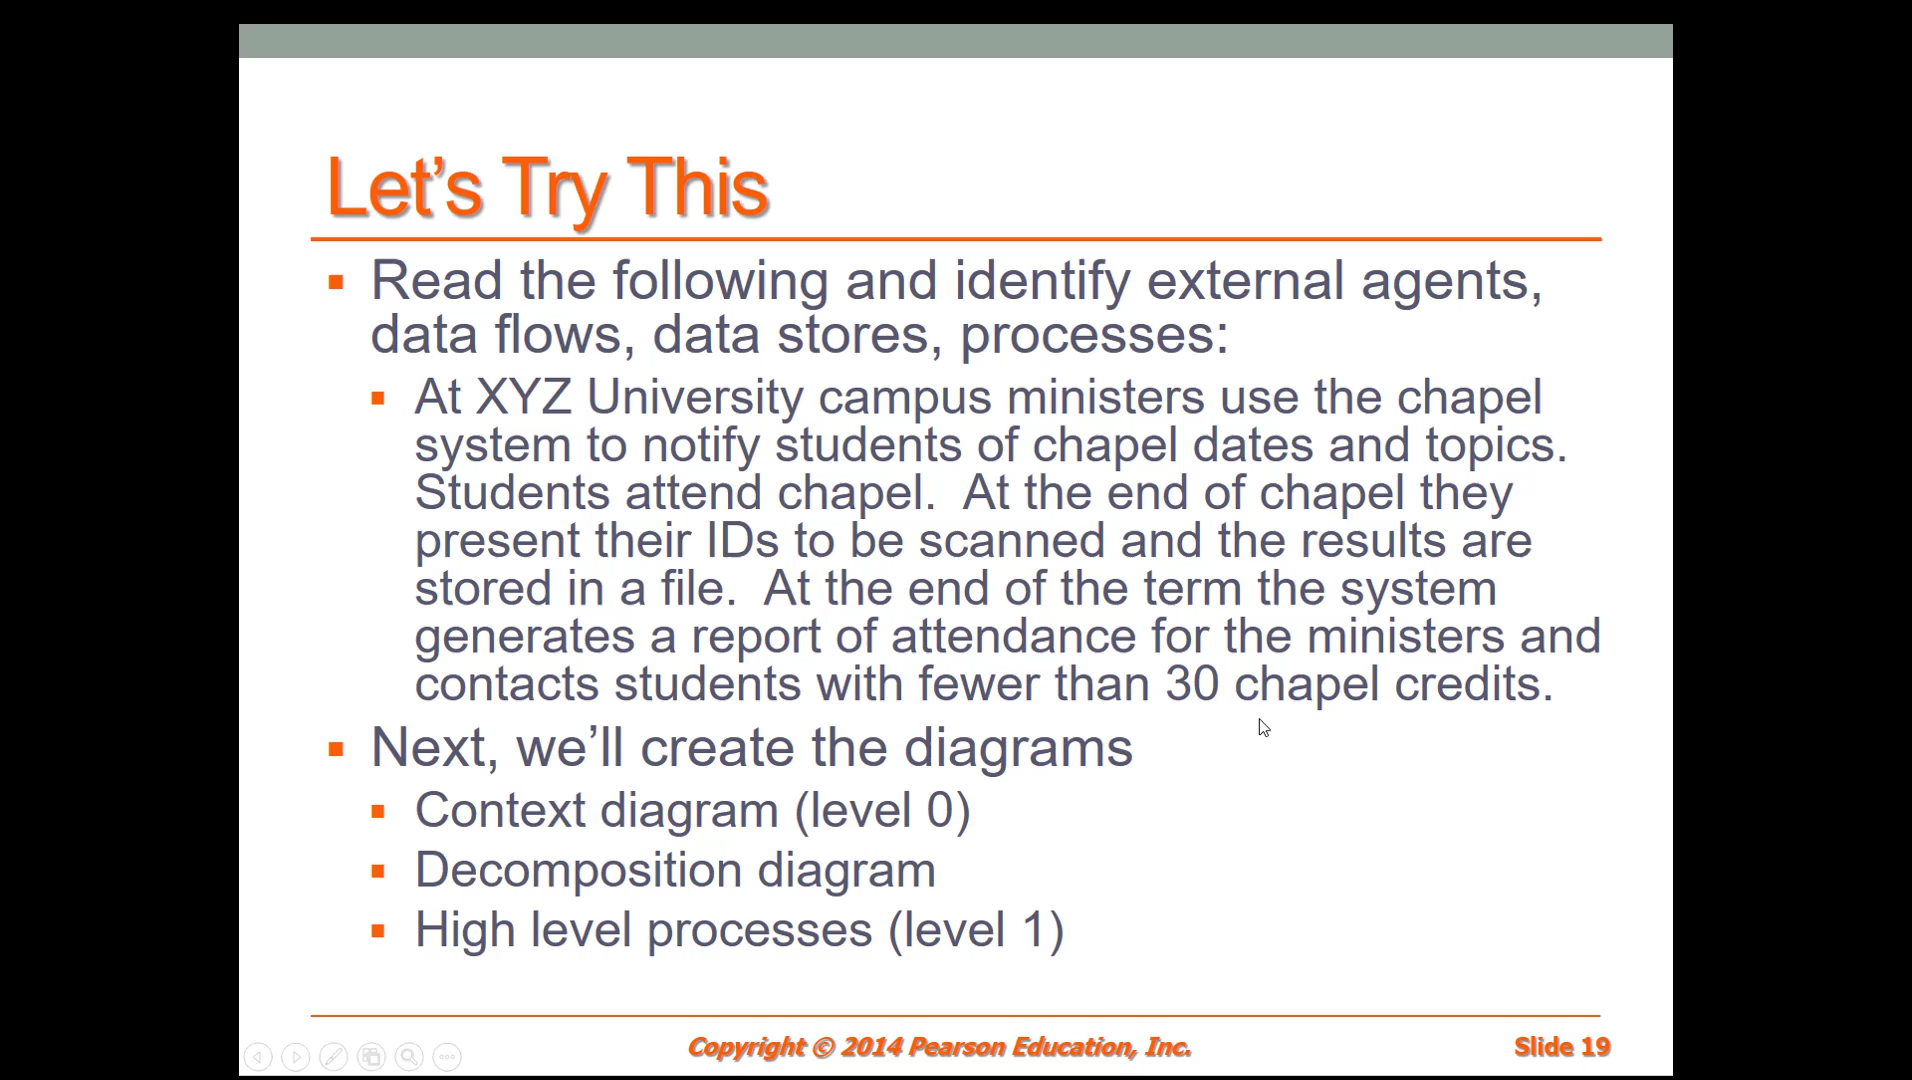 Let’s Try This
Read the following and identify external agents,
data flows, data stores, processes:
At XYZ University campus ministers use the chapel
system to notify students of chapel dates and topics.
Students attend chapel.  At the end of chapel they
present their IDs to be scanned and the results are
stored in a file.  At the end of the term the system
generates a report of attendance for the ministers and
contacts students with fewer than 30 chapel credits.
Next, we’ll create the diagrams
Context diagram (level 0)
Decomposition diagram
High level processes (level 1)
Copyright © 2014 Pearson Education, Inc.
Slide 19